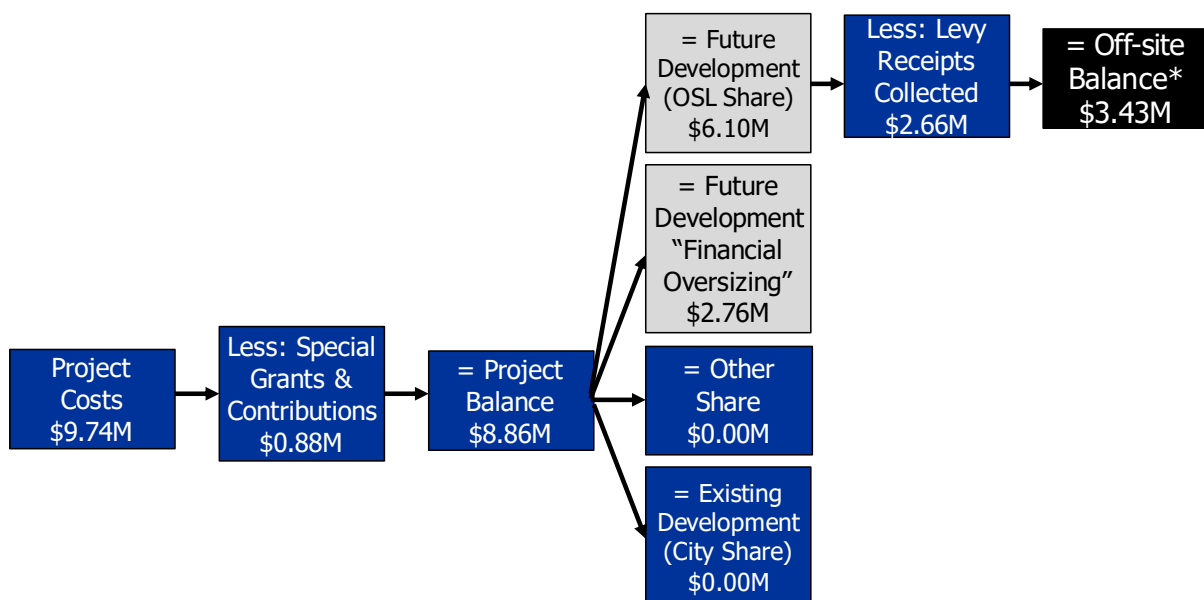 Project
Costs
$9.74M
Less: Special
Grants &
Contributions
$0.88M
= Project
Balance
$8.86M
= Future
Development
(OSL Share)
$6.10M
Less: Levy
Receipts
Collected
$2.66M
= Off-site
Balance*
$3.43M
= Future
Development
“Financial
Oversizing”
$2.76M
= Other
Share
$0.00M
= Existing
Development
(City Share)
$0.00M